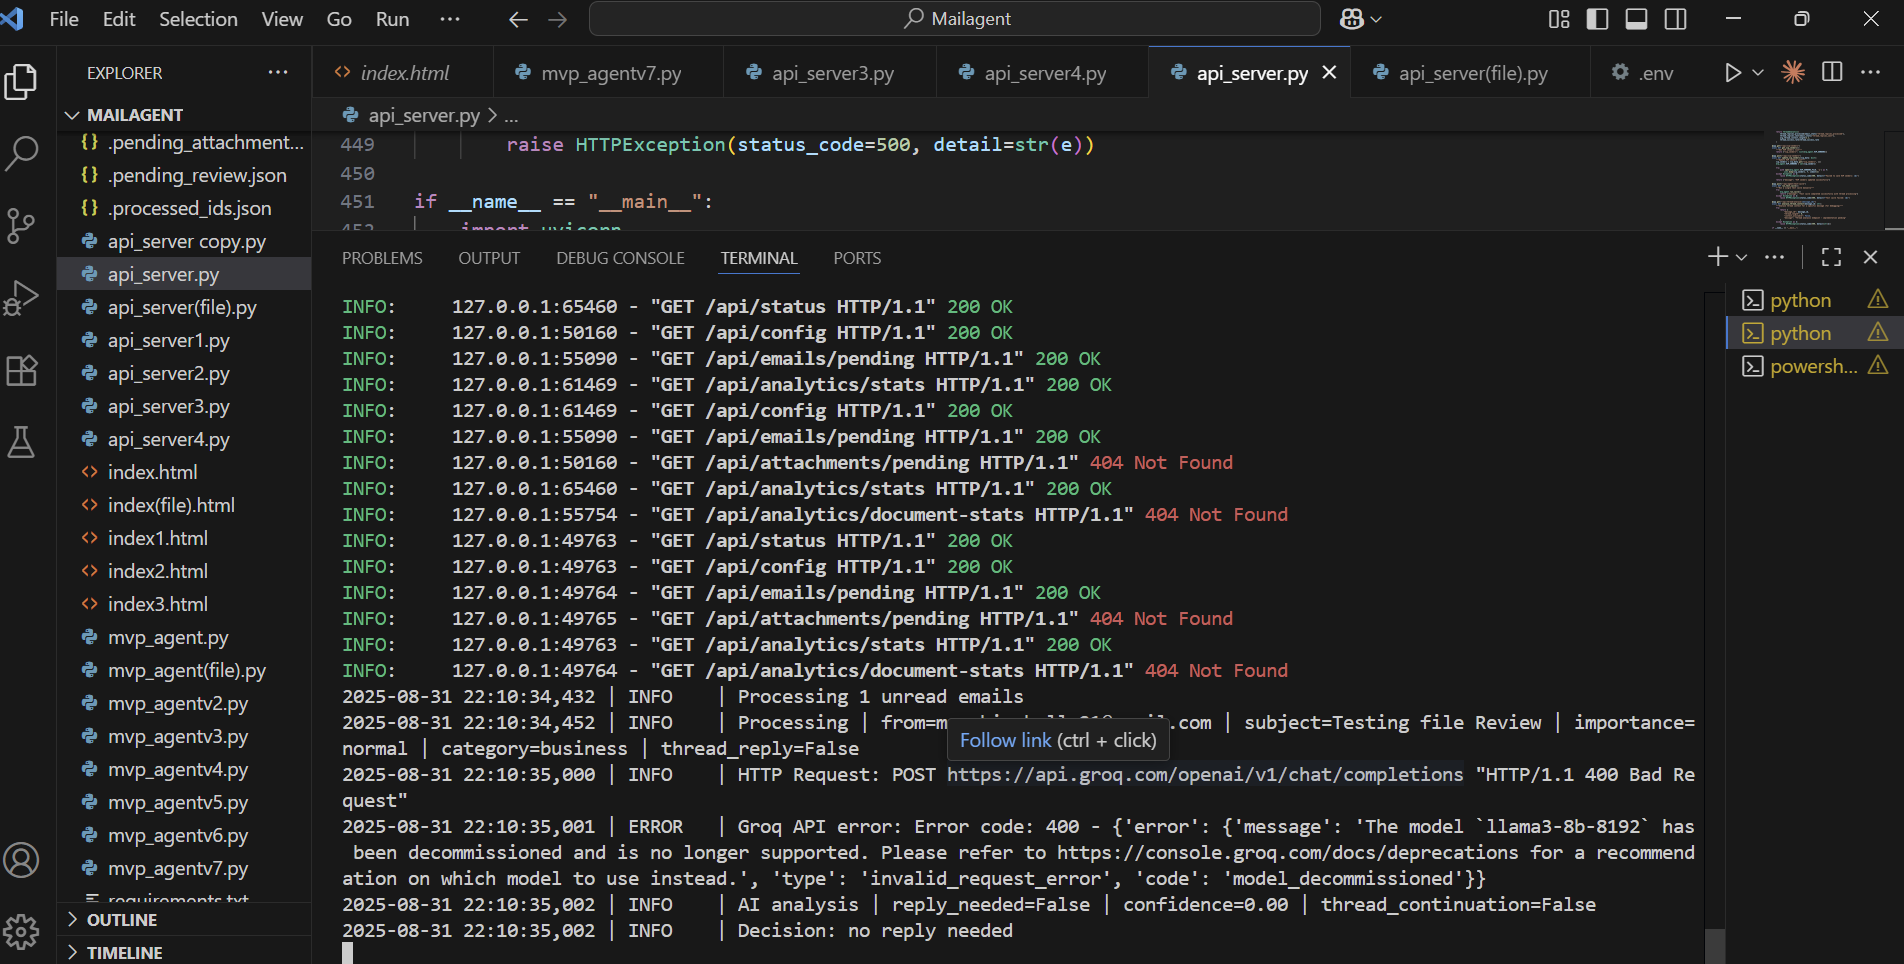 File Edit Selection View Go Run ··· Mailagent
EXPLORER ···
index.html mvp_agentv7.py api_server3.py api_server4.py api_server.py api_server(file).py .env
MAILAGENT
.pending_attachment...
.pending_review.json
.processed_ids.json
api_server copy.py
api_server.py
api_server(file).py
api_server1.py
api_server2.py
api_server3.py
api_server4.py
index.html
index(file).html
index1.html
index2.html
index3.html
mvp_agent.py
mvp_agent(file).py
mvp_agentv2.py
mvp_agentv3.py
mvp_agentv4.py
mvp_agentv5.py
mvp_agentv6.py
mvp_agentv7.py
requirements.txt
OUTLINE
TIMELINE
api_server.py > ...
449 raise HTTPException(status_code=500, detail=str(e))
450
451 if __name__ == "__main__":
452 import uvicorn
PROBLEMS OUTPUT DEBUG CONSOLE TERMINAL PORTS
INFO: 127.0.0.1:65460 - "GET /api/status HTTP/1.1" 200 OK
INFO: 127.0.0.1:50160 - "GET /api/config HTTP/1.1" 200 OK
INFO: 127.0.0.1:55090 - "GET /api/emails/pending HTTP/1.1" 200 OK
INFO: 127.0.0.1:61469 - "GET /api/analytics/stats HTTP/1.1" 200 OK
INFO: 127.0.0.1:61469 - "GET /api/config HTTP/1.1" 200 OK
INFO: 127.0.0.1:55090 - "GET /api/emails/pending HTTP/1.1" 200 OK
INFO: 127.0.0.1:50160 - "GET /api/attachments/pending HTTP/1.1" 404 Not Found
INFO: 127.0.0.1:65460 - "GET /api/analytics/stats HTTP/1.1" 200 OK
INFO: 127.0.0.1:55754 - "GET /api/analytics/document-stats HTTP/1.1" 404 Not Found
INFO: 127.0.0.1:49763 - "GET /api/status HTTP/1.1" 200 OK
INFO: 127.0.0.1:49763 - "GET /api/config HTTP/1.1" 200 OK
INFO: 127.0.0.1:49764 - "GET /api/emails/pending HTTP/1.1" 200 OK
INFO: 127.0.0.1:49765 - "GET /api/attachments/pending HTTP/1.1" 404 Not Found
INFO: 127.0.0.1:49763 - "GET /api/analytics/stats HTTP/1.1" 200 OK
INFO: 127.0.0.1:49764 - "GET /api/analytics/document-stats HTTP/1.1" 404 Not Found
2025-08-31 22:10:34,432 | INFO | Processing 1 unread emails
2025-08-31 22:10:34,452 | INFO | Processing | from= .com | subject=Testing file Review | importance=
normal | category=business | thread_reply=False
Follow link (ctrl + click)
2025-08-31 22:10:35,000 | INFO | HTTP Request: POST https://api.groq.com/openai/v1/chat/completions "HTTP/1.1 400 Bad Re
quest"
2025-08-31 22:10:35,001 | ERROR | Groq API error: Error code: 400 - {'error': {'message': 'The model `llama3-8b-8192` has
been decommissioned and is no longer supported. Please refer to https://console.groq.com/docs/deprecations for a recommend
ation on which model to use instead.', 'type': 'invalid_request_error', 'code': 'model_decommissioned'}}
2025-08-31 22:10:35,002 | INFO | AI analysis | reply_needed=False | confidence=0.00 | thread_continuation=False
2025-08-31 22:10:35,002 | INFO | Decision: no reply needed
python
python
powersh...